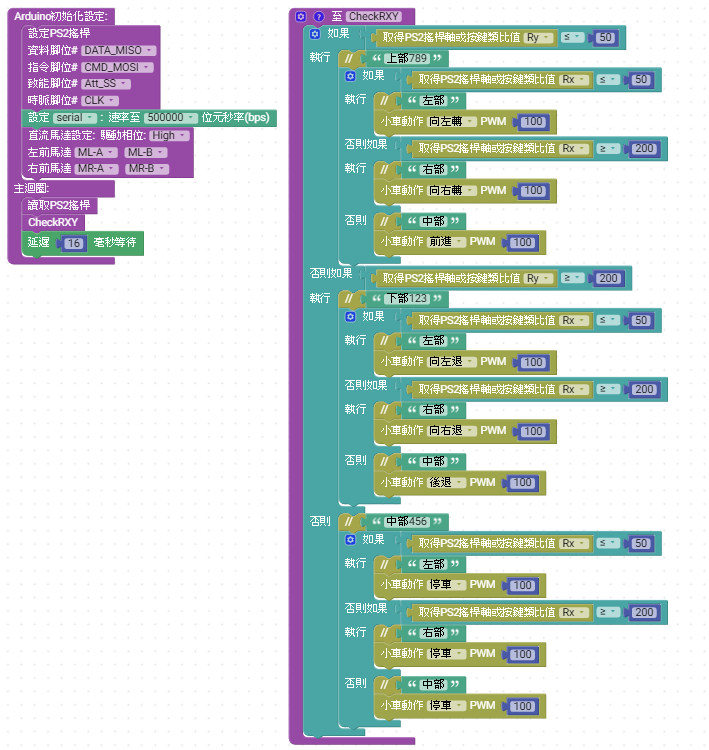 Arduino初始化設定:
設定PS2搖桿
資料腳位# DATA_MISO
指令腳位# CMD_MOSI
致能腳位# Att_SS
時脈腳位# CLK
設定 serial : 速率至 500000 位元秒率(bps)
直流馬達設定: 驅動相位: High
左前馬達 ML-A ML-B
右前馬達 MR-A MR-B
主迴圈:
讀取PS2搖桿
CheckRXY
延遲 16 毫秒等待
? 至 CheckRXY
如果 取得PS2搖桿軸或按鍵類比值 Ry ≤ 50
執行 // “ 上部789 ”
如果 取得PS2搖桿軸或按鍵類比值 Rx ≤ 50
執行 // “ 左部 ”
小車動作 向左轉 PWM 100
否則如果 取得PS2搖桿軸或按鍵類比值 Rx ≥ 200
執行 // “ 右部 ”
小車動作 向右轉 PWM 100
否則 // “ 中部 ”
小車動作 前進 PWM 100
否則如果 取得PS2搖桿軸或按鍵類比值 Ry ≥ 200
執行 // “ 下部123 ”
如果 取得PS2搖桿軸或按鍵類比值 Rx ≤ 50
執行 // “ 左部 ”
小車動作 向左退 PWM 100
否則如果 取得PS2搖桿軸或按鍵類比值 Rx ≥ 200
執行 // “ 右部 ”
小車動作 向右退 PWM 100
否則 // “ 中部 ”
小車動作 後退 PWM 100
否則 // “ 中部456 ”
如果 取得PS2搖桿軸或按鍵類比值 Rx ≤ 50
執行 // “ 左部 ”
小車動作 停車 PWM 100
否則如果 取得PS2搖桿軸或按鍵類比值 Rx ≥ 200
執行 // “ 右部 ”
小車動作 停車 PWM 100
否則 // “ 中部 ”
小車動作 停車 PWM 100